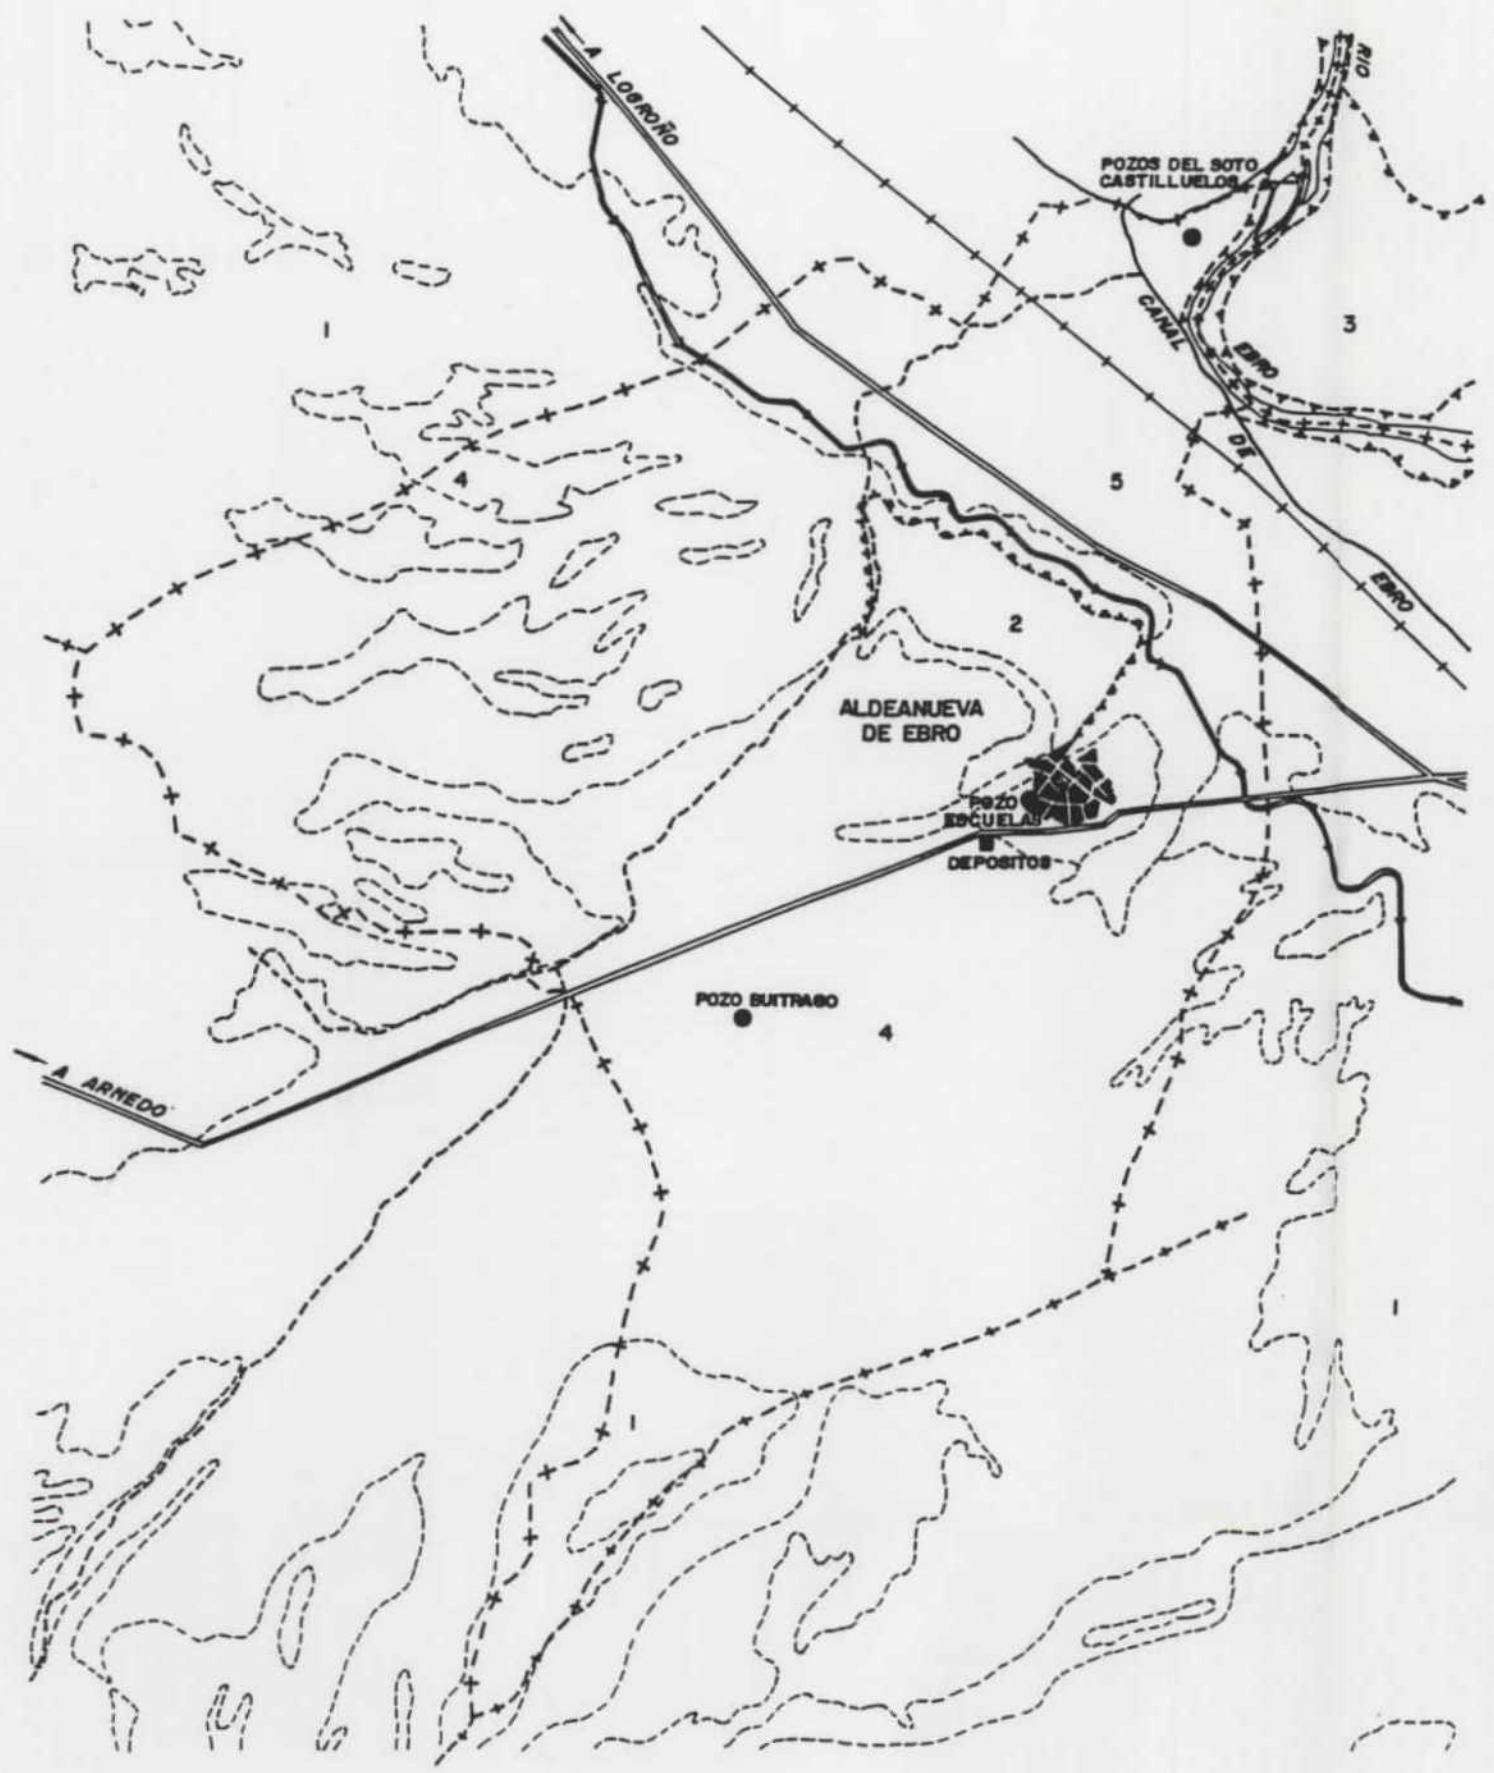 A LOGROÑO
RIO
POZOS DEL SOTO
CASTILLUELOS
CANAL
3
EBRO
1
DE
4
5
EBRO
2
ALDEANUEVA
DE EBRO
POZO
ESCUELAS
DEPOSITOS
POZO BUITRAGO
4
A ARNEDO
1
1